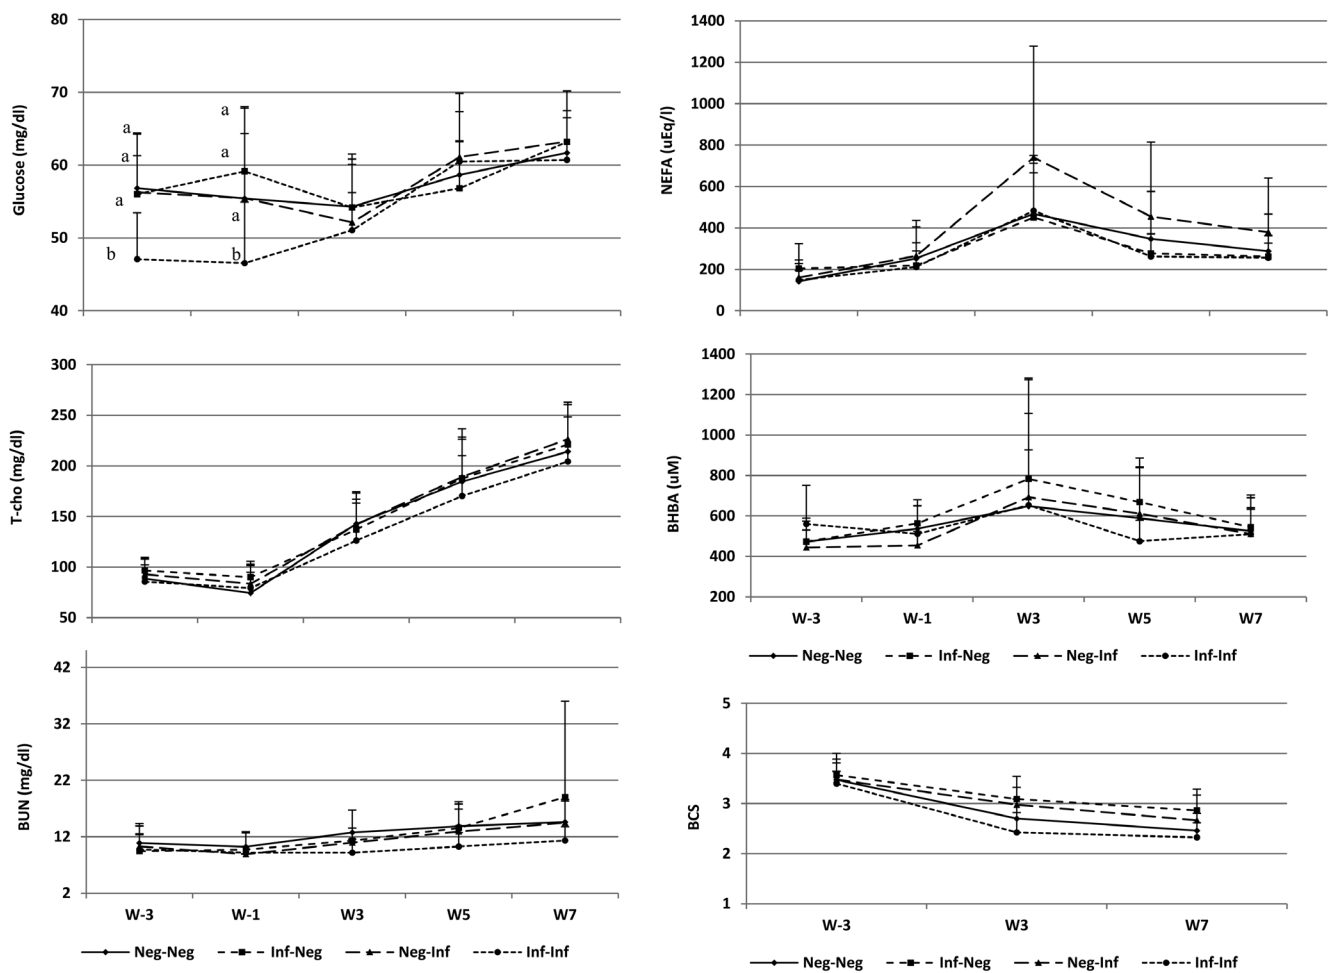 Glucose (mg/dl)
80
70
60
50
40
a
a
a
b
a
a
a
b
NEFA (uEq/l)
1400
1200
1000
800
600
400
200
0
T-cho (mg/dl)
300
250
200
150
100
50
BHBA (uM)
1400
1200
1000
800
600
400
200
W-3 W-1 W3 W5 W7
Neg-Neg Inf-Neg Neg-Inf Inf-Inf
BUN (mg/dl)
42
32
22
12
2
W-3 W-1 W3 W5 W7
Neg-Neg Inf-Neg Neg-Inf Inf-Inf
BCS
5
4
3
2
1
W-3 W3 W7
Neg-Neg Inf-Neg Neg-Inf Inf-Inf